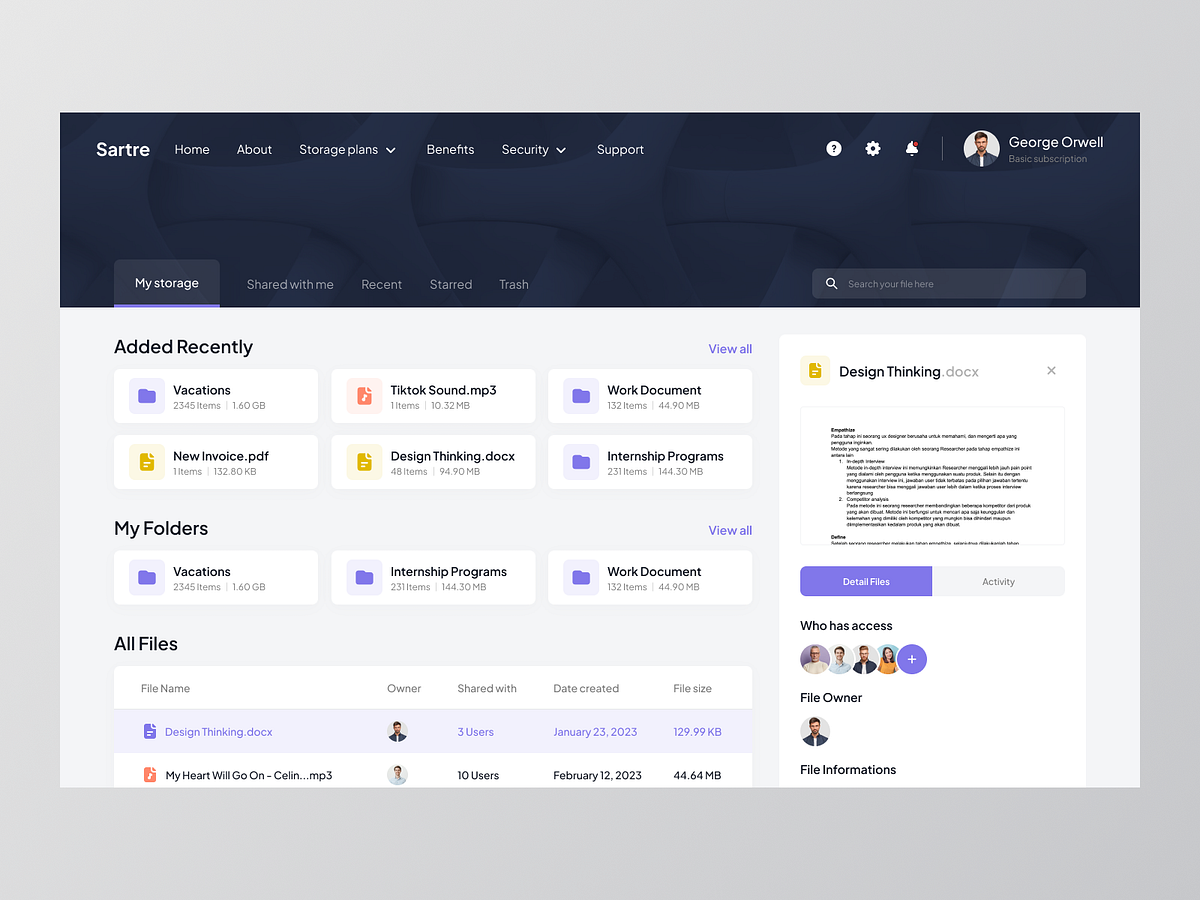 Sartre
Home
About
Storage plans
Benefits
Security
Support
?
George Orwell
Basic subscription
My storage
Shared with me
Recent
Starred
Trash
Search your file here
Added Recently
View all
Vacations
2345 Items | 1.60 GB
Tiktok Sound.mp3
1 Items | 10.32 MB
Work Document
132 Items | 44.90 MB
New Invoice.pdf
1 Items | 132.80 KB
Design Thinking.docx
48 Items | 94.90 MB
Internship Programs
231 Items | 144.30 MB
My Folders
View all
Vacations
2345 Items | 1.60 GB
Internship Programs
231 Items | 144.30 MB
Work Document
132 Items | 44.90 MB
All Files
File Name Owner Shared with Date created File size
Design Thinking.docx 3 Users January 23, 2023 129.99 KB
My Heart Will Go On - Celin...mp3 10 Users February 12, 2023 44.64 MB
Design Thinking.docx
Empathize
Pada tahap ini seorang ux designer berusaha untuk memahami, dan mengerti apa yang
pengguna inginkan.
Metode yang sangat sering dilakukan oleh seorang Researcher pada tahap empathize ini
antara lain:
1. In-depth Interview
Metode in-depth interview ini memungkinkan Researcher menggali lebih jauh pain point
yang dialami oleh pengguna ketika menggunakan suatu produk. Selain itu dengan
menggunakan interview ini, jawaban user tidak terbatas pada pilihan jawaban tertentu
karena researcher bisa menggali jawaban user lebih dalam ketika proses interview
berlangsung
2. Competitor analysis
Pada metode ini seorang researcher membandingkan beberapa kompetitor dari produk
yang akan dibuat. Metode ini berfungsi untuk mencari apa saja keunggulan dan
kelemahan yang dimiliki oleh kompetitor yang mungkin bisa dihindari maupun
diimplementasikan kedalam produk yang akan dibuat.
Define
Setelah seorang researcher melakukan tahap empathize, selanjutnya dilakukanlah tahap
Detail Files
Activity
Who has access
+
File Owner
File Informations